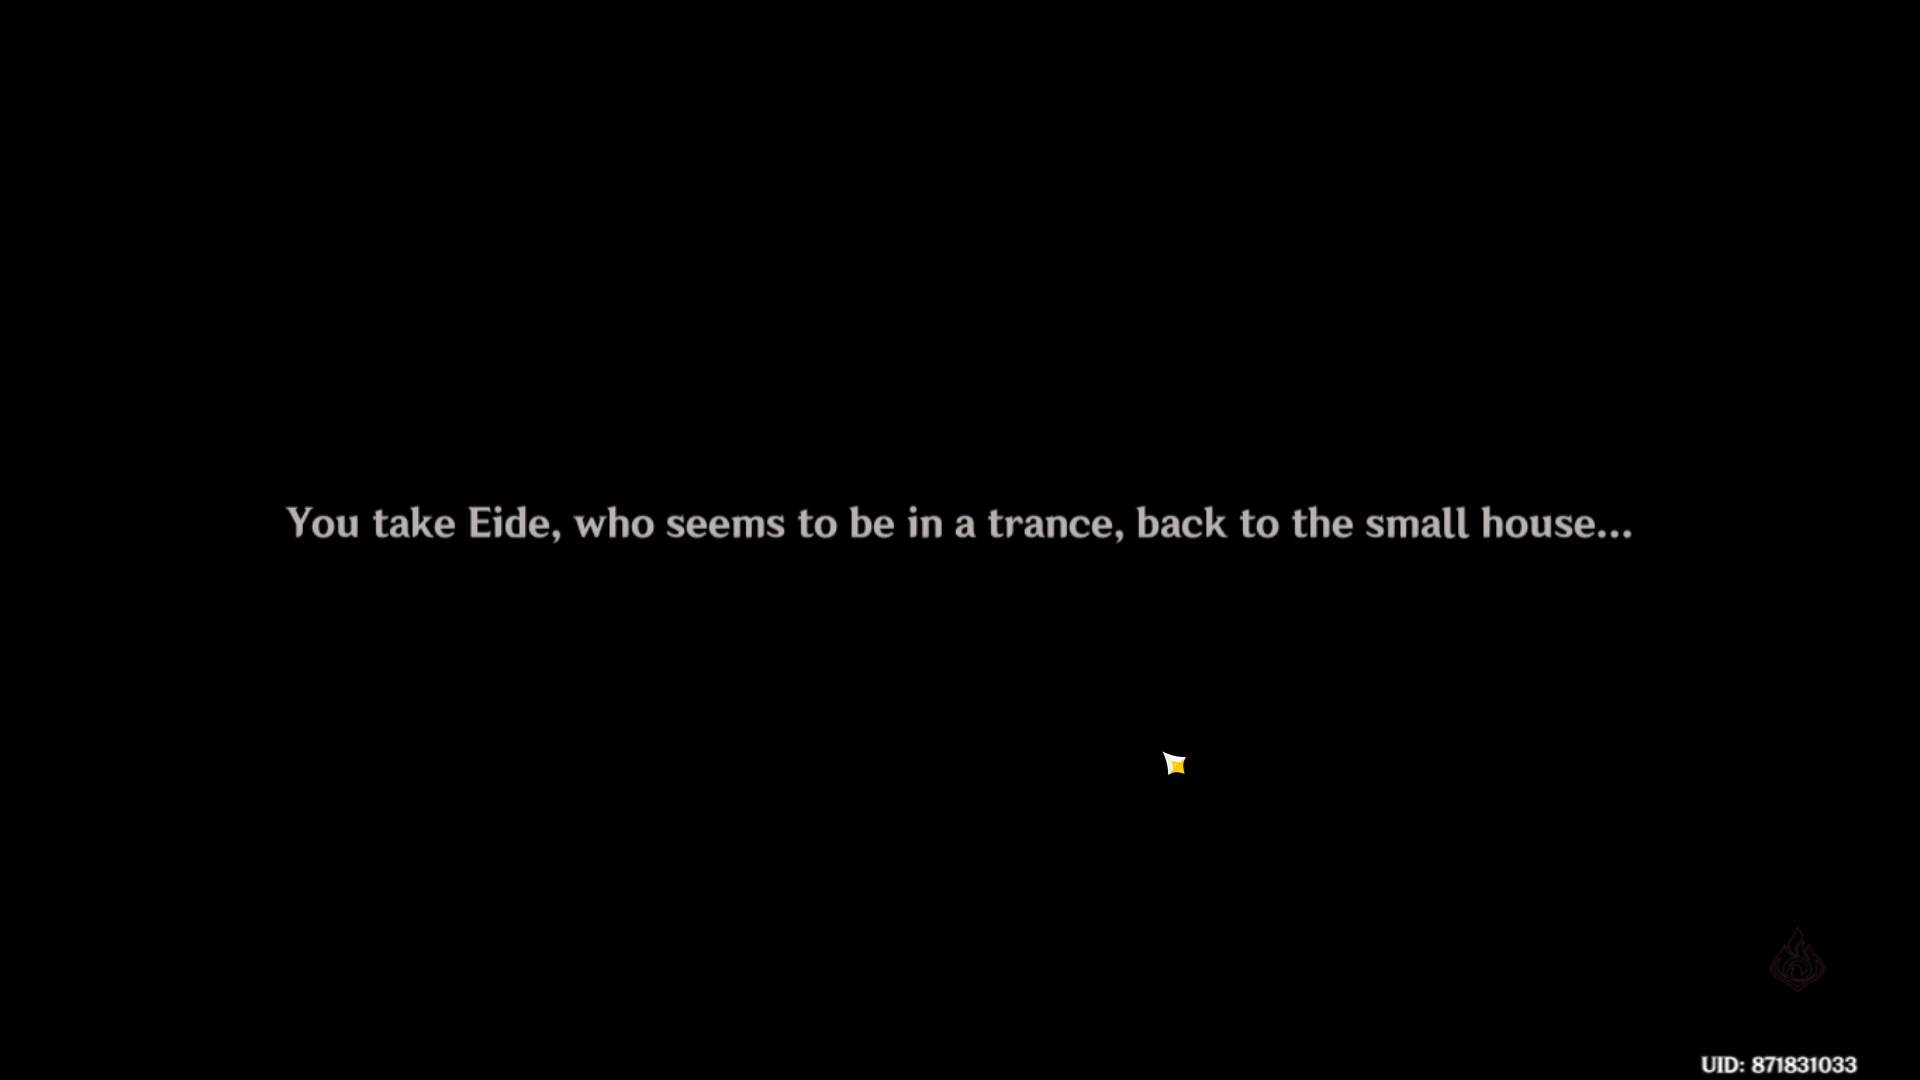 You take Eide, who seems to be in a trance, back to the small house...
UID: 871831033